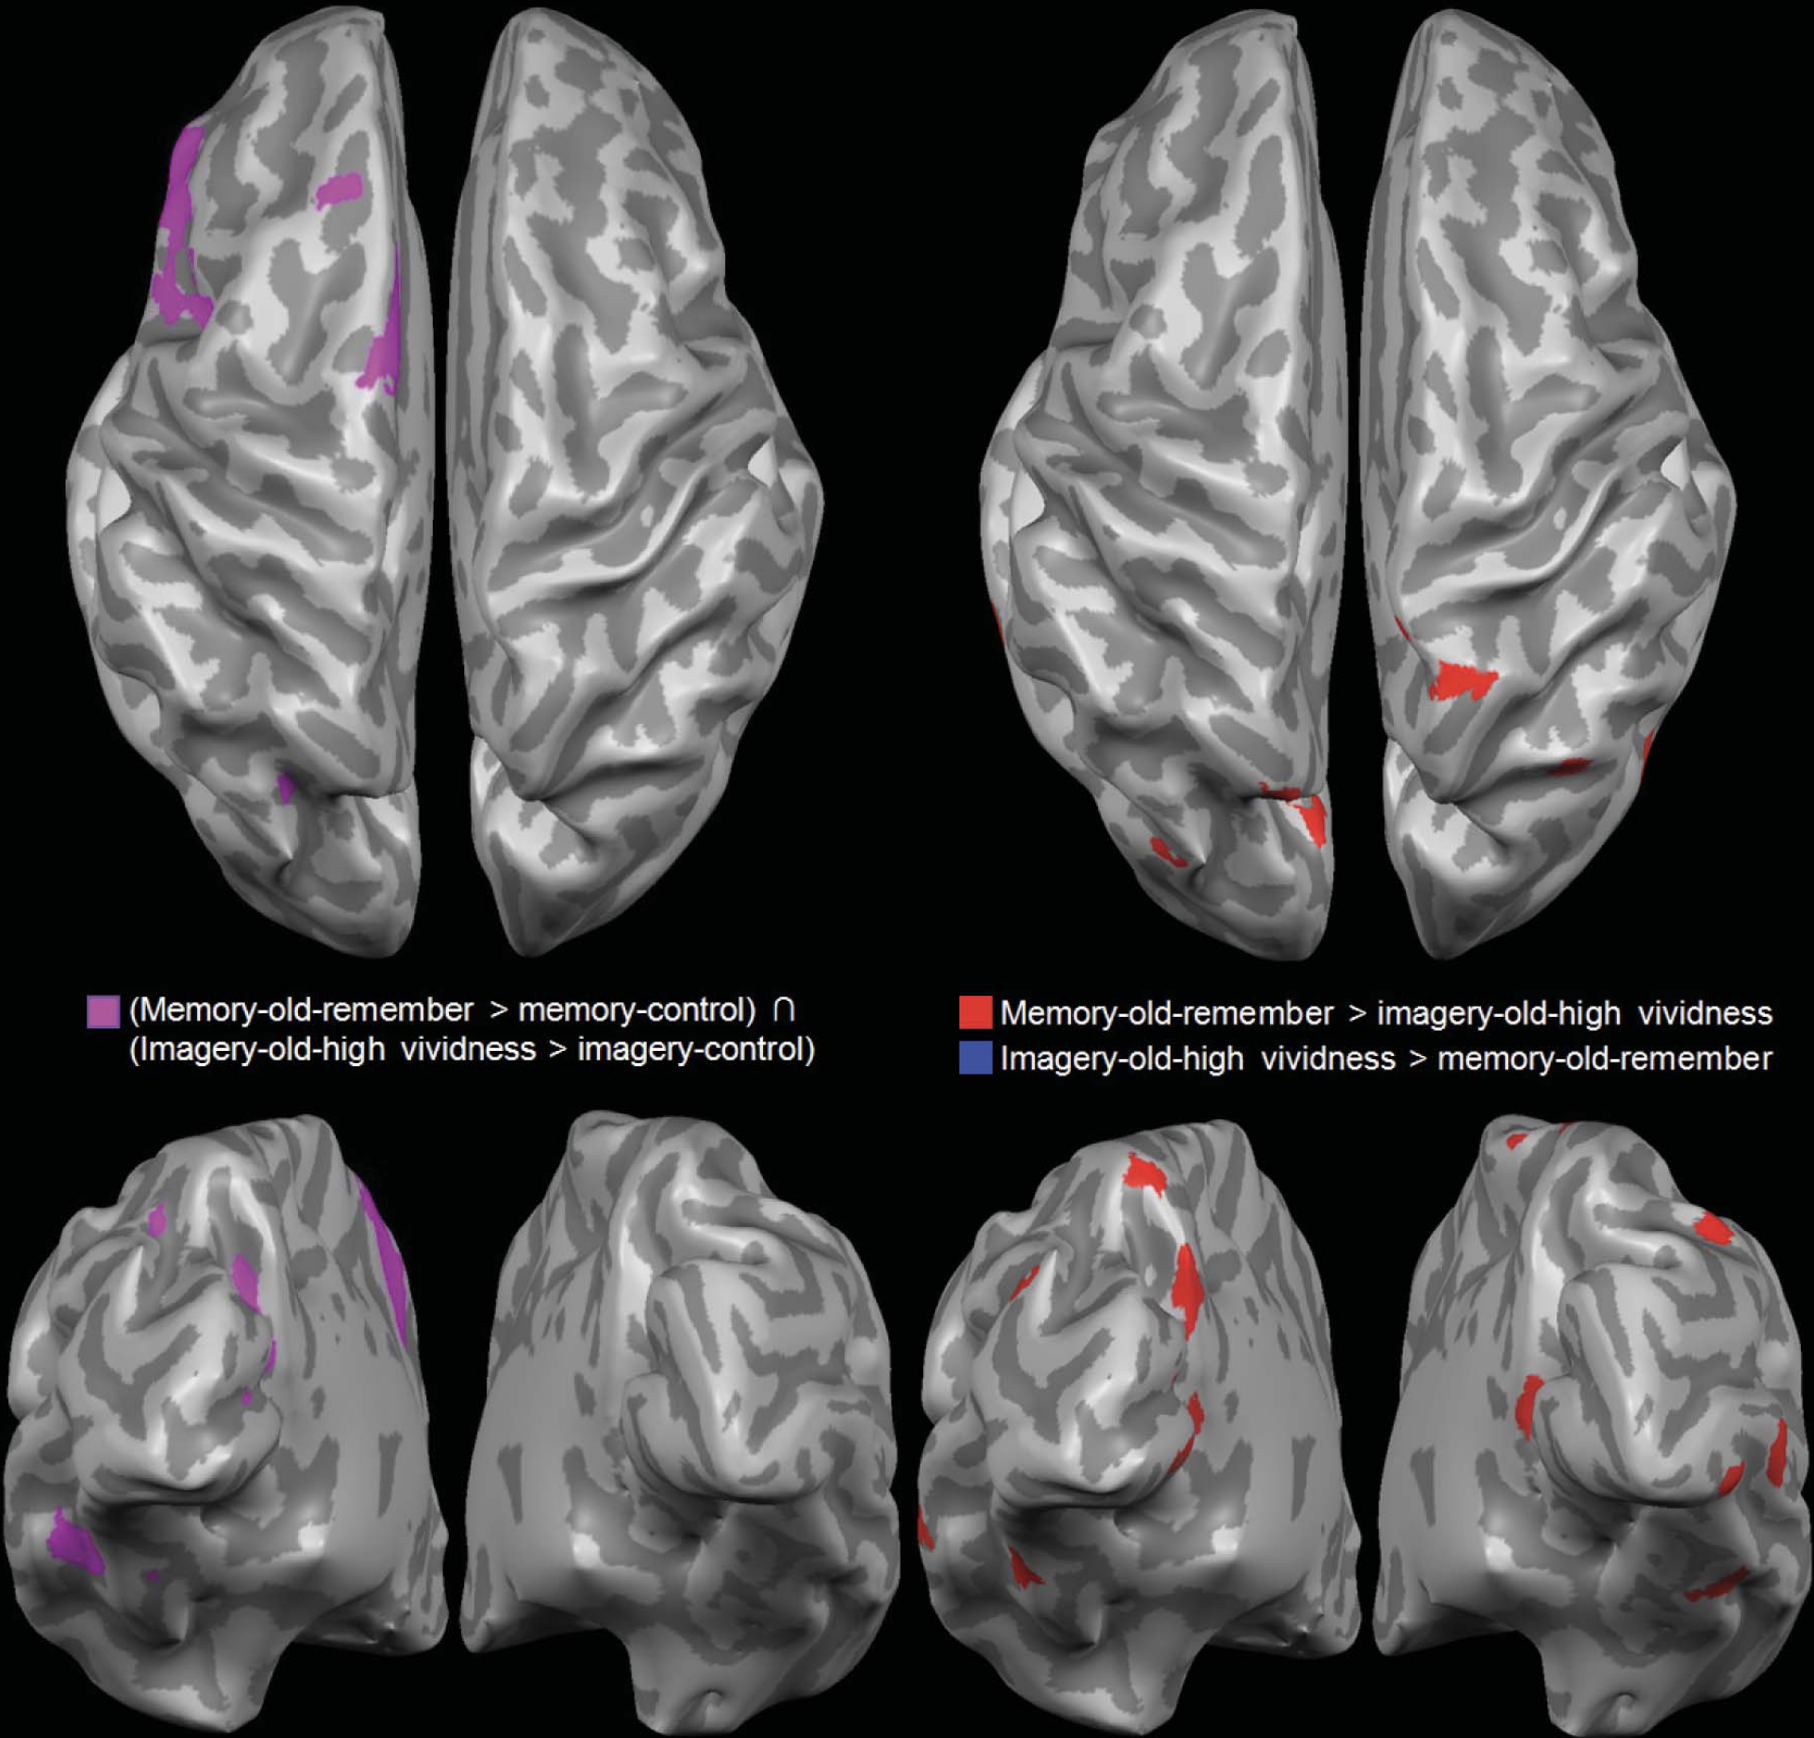 (Memory-old-remember > memory-control) ∩
(Imagery-old-high vividness > imagery-control)
Memory-old-remember > imagery-old-high vividness
Imagery-old-high vividness > memory-old-remember